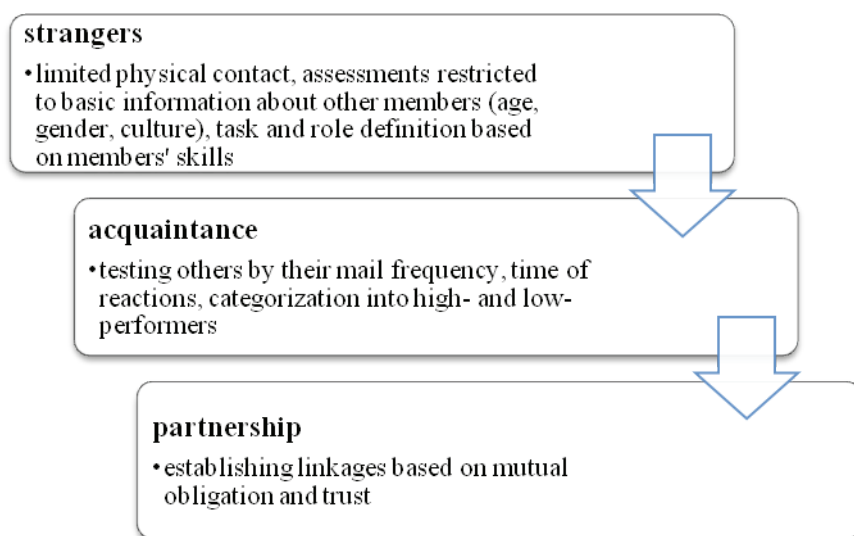 strangers
•limited physical contact, assessments restricted
to basic information about other members (age,
gender, culture), task and role definition based
on members' skills
acquaintance
•testing others by their mail frequency, time of
reactions, categorization into high- and low-
performers
partnership
•establishing linkages based on mutual
obligation and trust